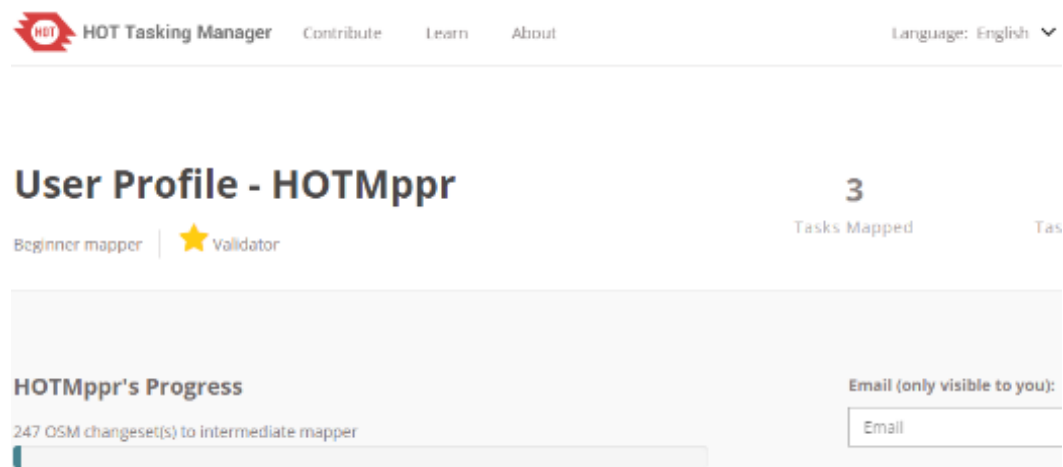 HOT HOT Tasking Manager Contribute Learn About Language: English
User Profile - HOTMppr
3
Tasks Mapped Tas
Beginner mapper Validator
HOTMppr's Progress
Email (only visible to you):
247 OSM changeset(s) to intermediate mapper
Email